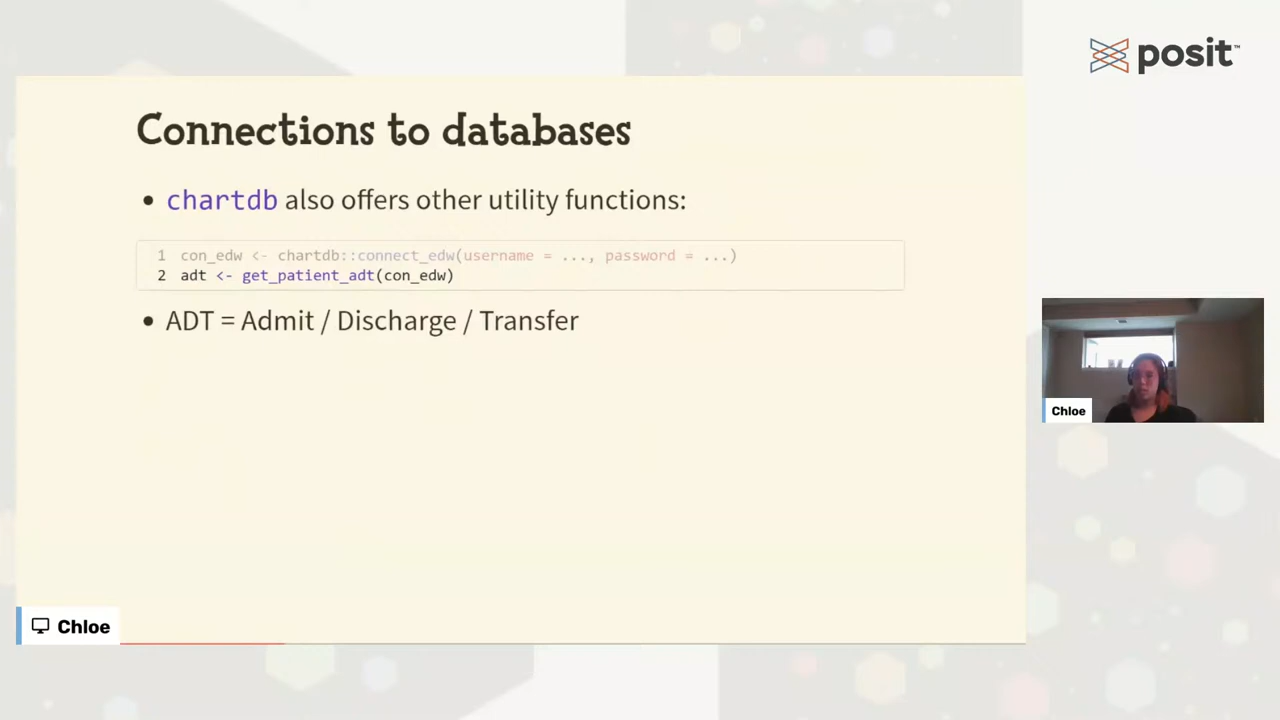 posit™
Connections to databases
• chartdb also offers other utility functions:
1 con_edw <- chartdb::connect_edw(username = ..., password = ...)
2 adt <- get_patient_adt(con_edw)
• ADT = Admit / Discharge / Transfer
Chloe
Chloe